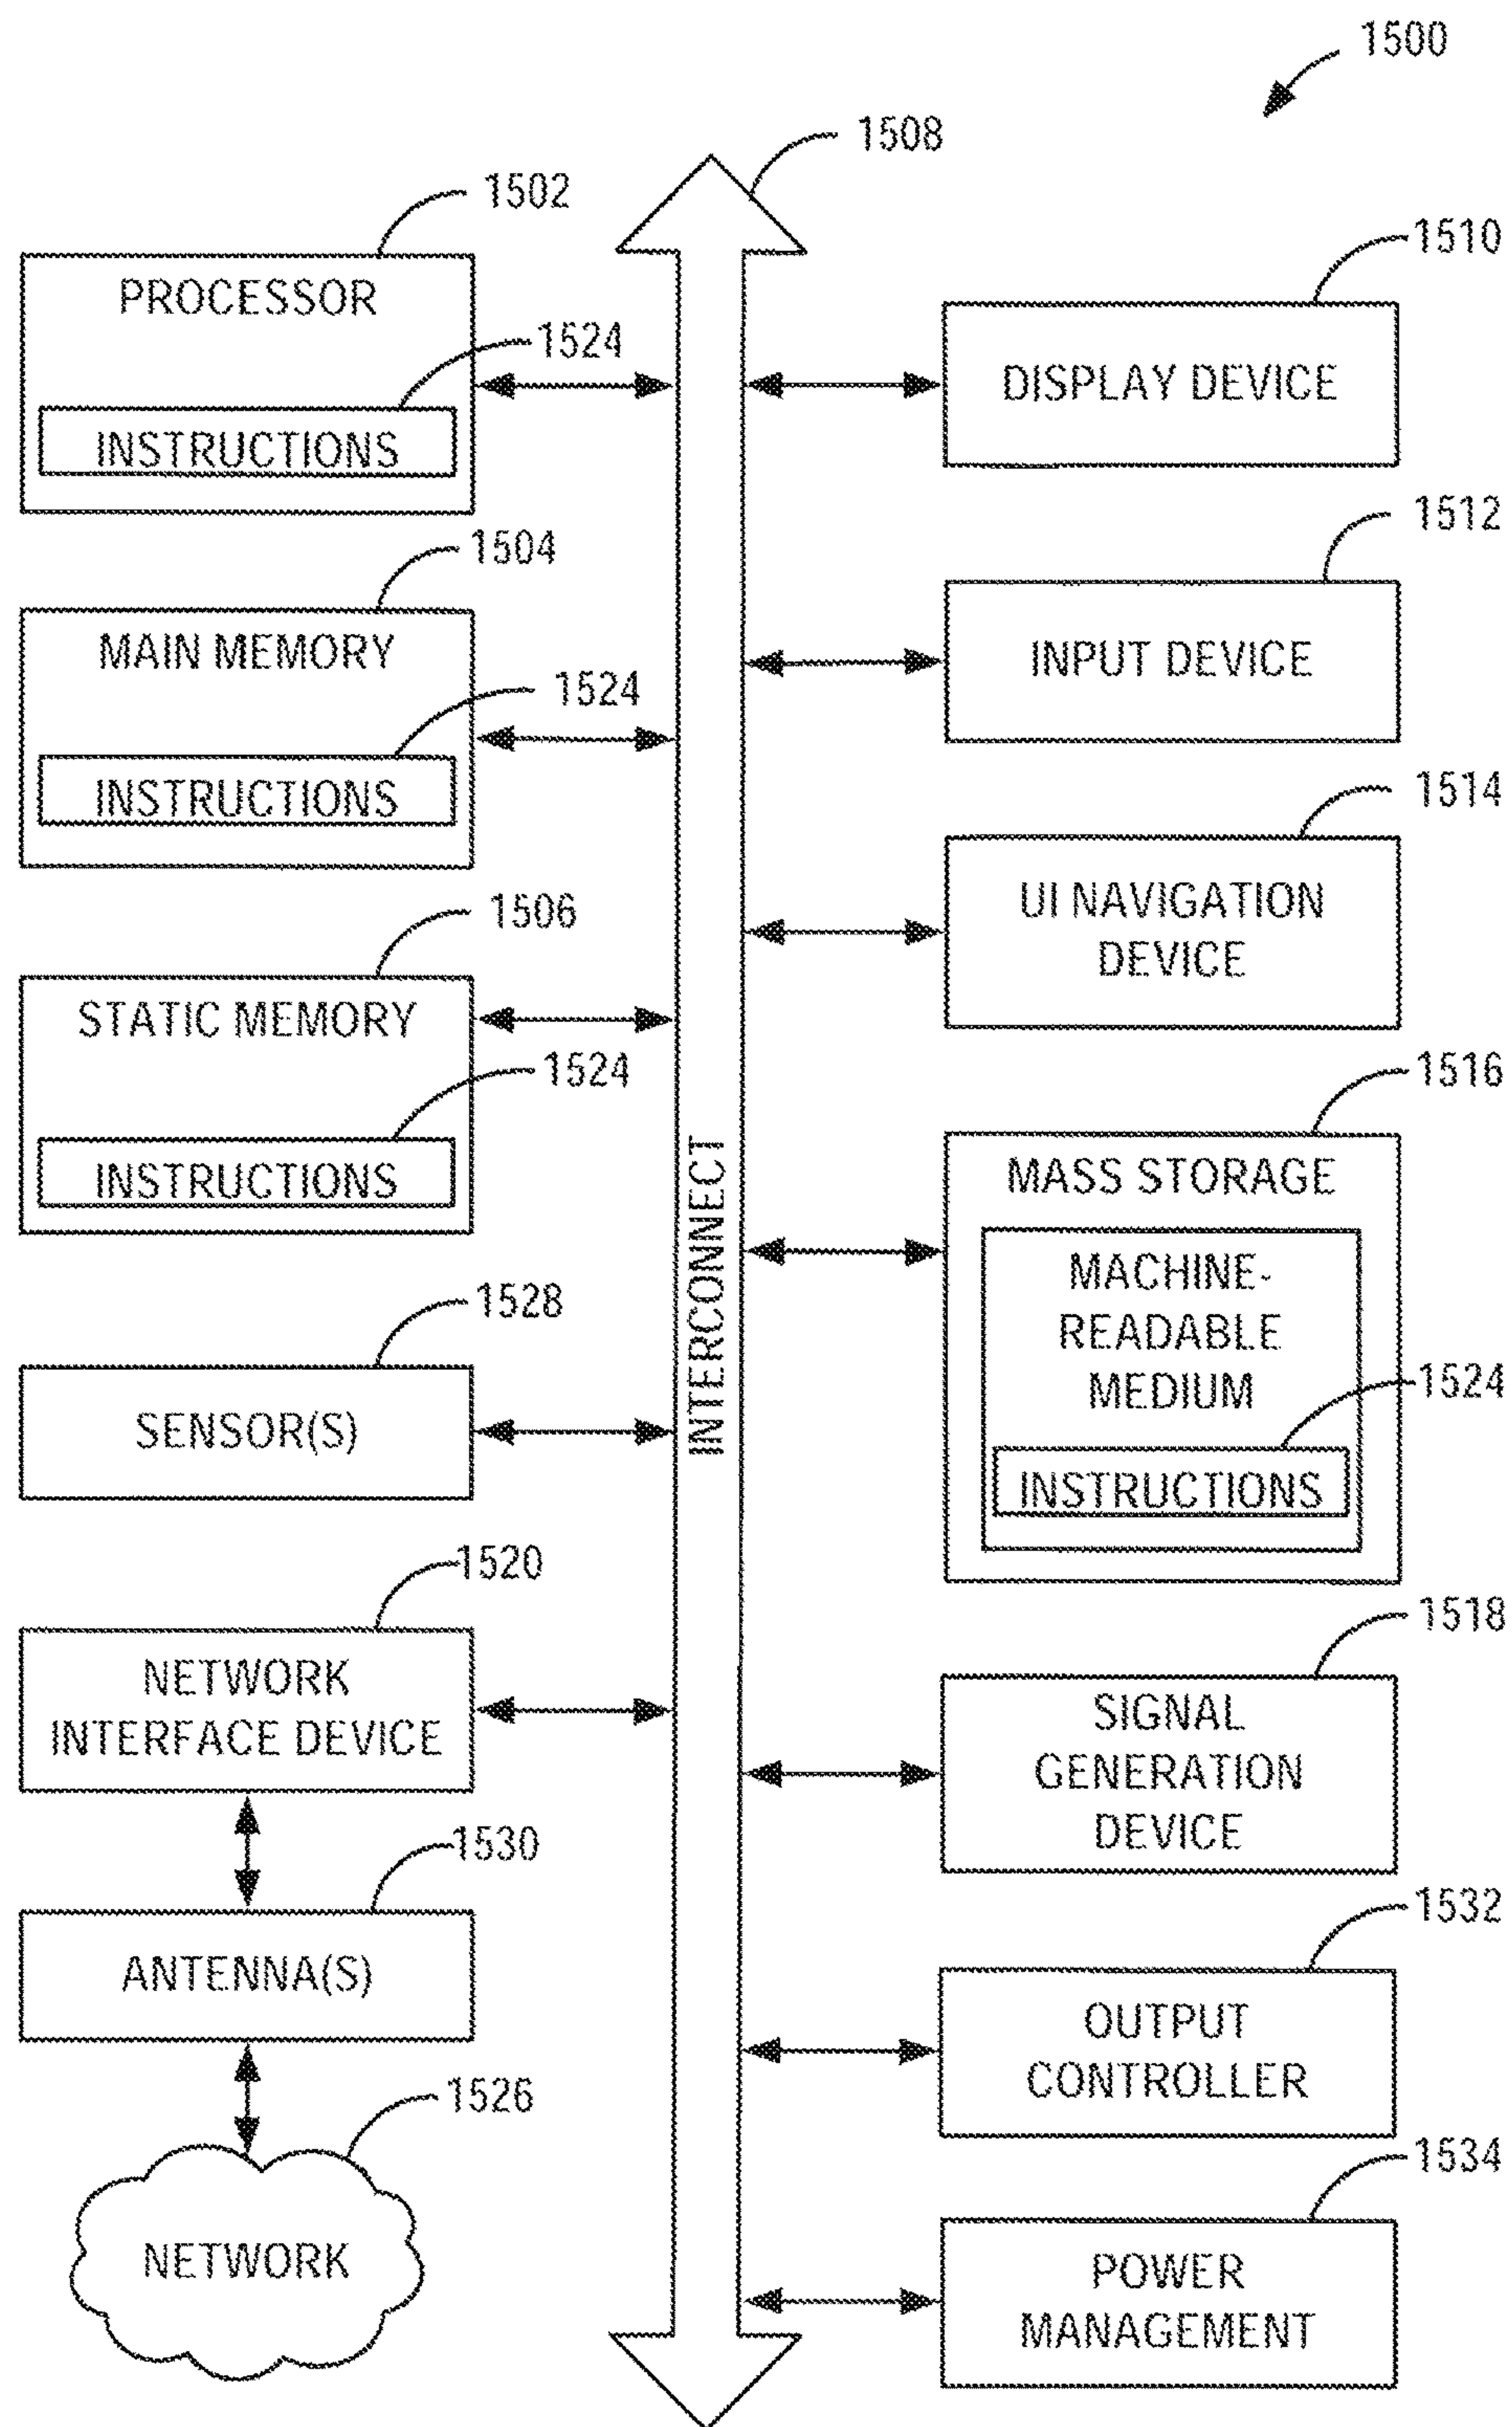 1500
1508
1502
PROCESSOR
1524
INSTRUCTIONS
1504
MAIN MEMORY
1524
INSTRUCTIONS
1506
STATIC MEMORY
1524
INSTRUCTIONS
1528
SENSOR(S)
1520
NETWORK
INTERFACE DEVICE
1530
ANTENNA(S)
1526
NETWORK
INTERCONNECT
1510
DISPLAY DEVICE
1512
INPUT DEVICE
1514
UI NAVIGATION
DEVICE
1516
MASS STORAGE
MACHINE-
READABLE
MEDIUM
1524
INSTRUCTIONS
1518
SIGNAL
GENERATION
DEVICE
1532
OUTPUT
CONTROLLER
1534
POWER
MANAGEMENT